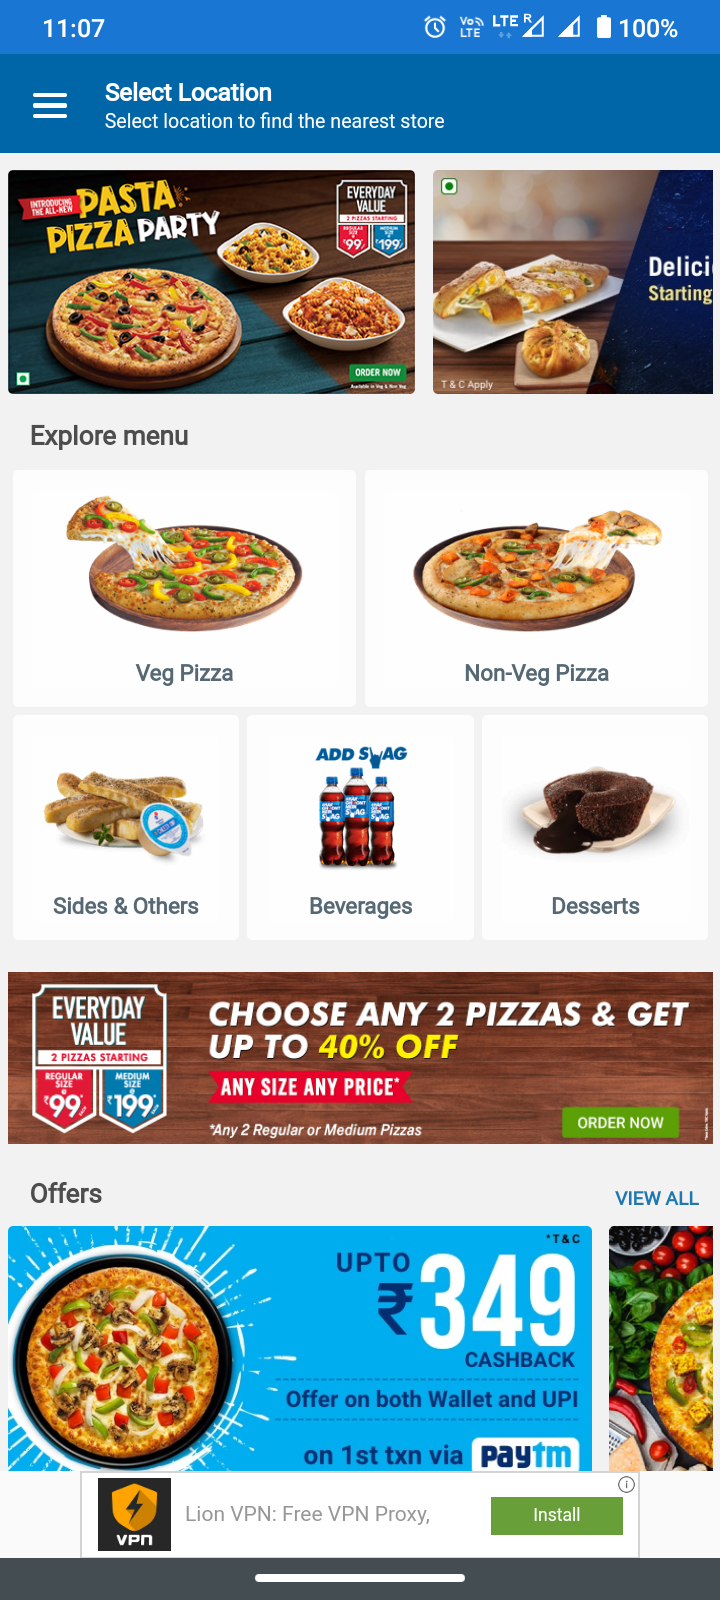 11:07
Vo
LTE
LTE R
100%
Select Location
Select location to find the nearest store
INTRODUCING
THE ALL-NEW
PASTA
PIZZA PARTY
EVERYDAY
VALUE
2 PIZZAS STARTING
REGULAR
SIZE
MEDIUM
SIZE
₹99
₹199
ORDER NOW
Available in Veg & Non Veg
Delici
Starting
T & C Apply
Explore menu
Veg Pizza
Non-Veg Pizza
ADD SWAG
Sides & Others
Beverages
Desserts
EVERYDAY
VALUE
2 PIZZAS STARTING
REGULAR
SIZE
@
₹99
MEDIUM
SIZE
@
₹199
CHOOSE ANY 2 PIZZAS & GET
UP TO 40% OFF
ANY SIZE ANY PRICE*
*Any 2 Regular or Medium Pizzas
ORDER NOW
Offers
VIEW ALL
*T&C
UPTO
₹349
CASHBACK
Offer on both Wallet and UPI
on 1st txn via paytm
VPN
Lion VPN: Free VPN Proxy,
Install